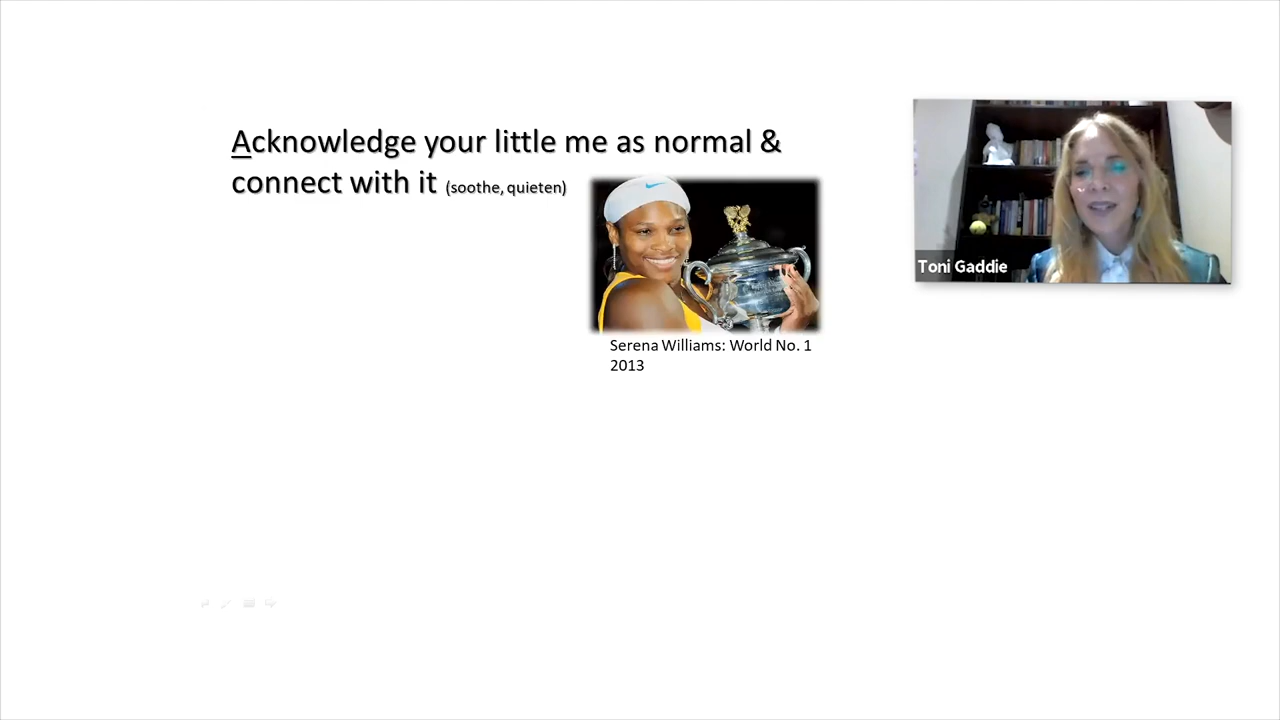 Acknowledge your little me as normal &
connect with it (soothe, quieten)
Serena Williams: World No. 1
2013
Toni Gaddie